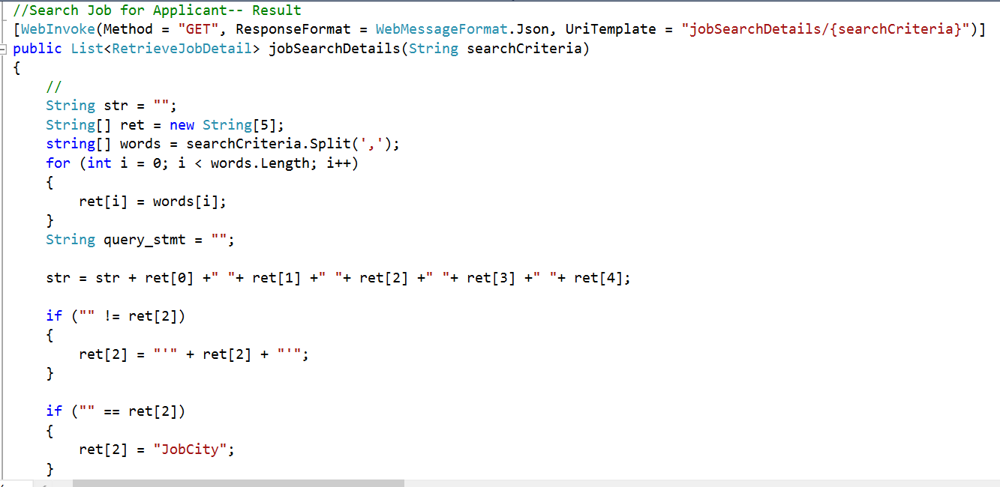 //Search Job for Applicant-- Result
[WebInvoke(Method = "GET", ResponseFormat = WebMessageFormat.Json, UriTemplate = "jobSearchDetails/{searchCriteria}")]
public List<RetrieveJobDetail> jobSearchDetails(String searchCriteria)
{
    //
    String str = "";
    String[] ret = new String[5];
    string[] words = searchCriteria.Split(',');
    for (int i = 0; i < words.Length; i++)
    {
        ret[i] = words[i];
    }
    String query_stmt = "";

    str = str + ret[0] +" "+ ret[1] +" "+ ret[2] +" "+ ret[3] +" "+ ret[4];

    if ("" != ret[2])
    {
        ret[2] = "'" + ret[2] + "'";
    }

    if ("" == ret[2])
    {
        ret[2] = "JobCity";
    }